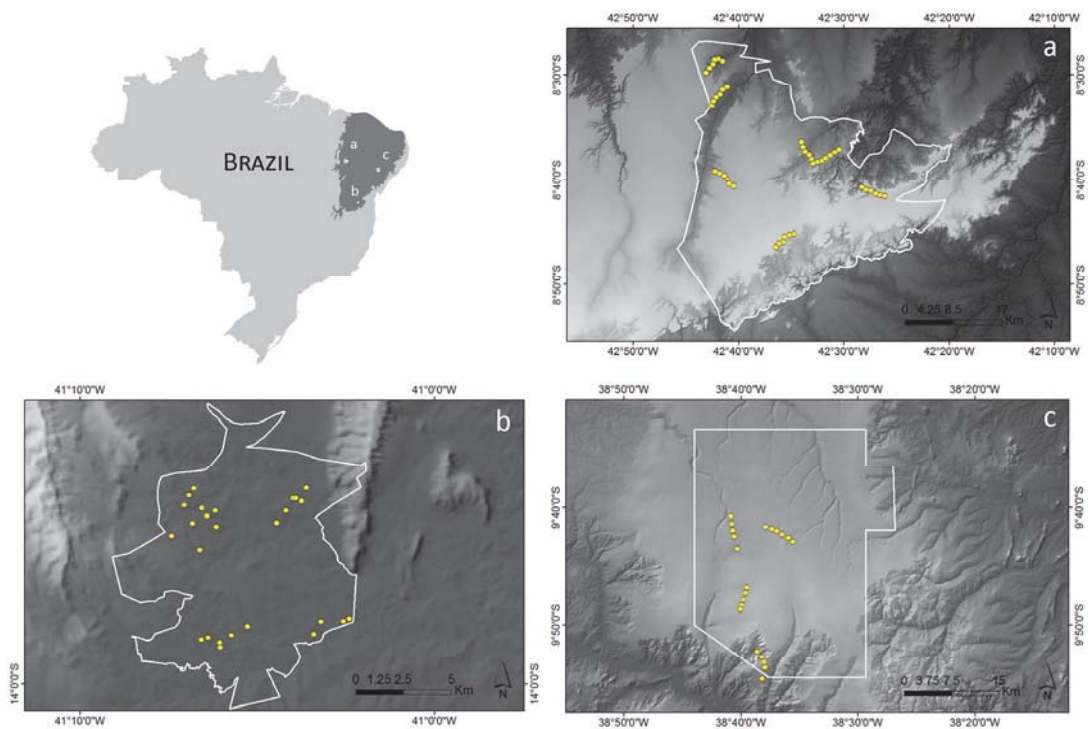 BRAZIL
a
c
b
a
42°50'0"W 42°40'0"W 42°30'0"W 42°20'0"W 42°10'0"W
8°30'0"S 8°30'0"S
8°40'0"S 8°40'0"S
8°50'0"S 8°50'0"S
0 4.25 8.5 17
Km
N
42°50'0"W 42°40'0"W 42°30'0"W 42°20'0"W 42°10'0"W
41°10'0"W 41°0'0"W
b
14°0'0"S 14°0'0"S
0 1.25 2.5 5
Km
N
41°10'0"W 41°0'0"W
38°50'0"W 38°40'0"W 38°30'0"W 38°20'0"W
c
9°40'0"S 9°40'0"S
9°50'0"S 9°50'0"S
0 3.75 7.5 15
Km
N
38°50'0"W 38°40'0"W 38°30'0"W 38°20'0"W